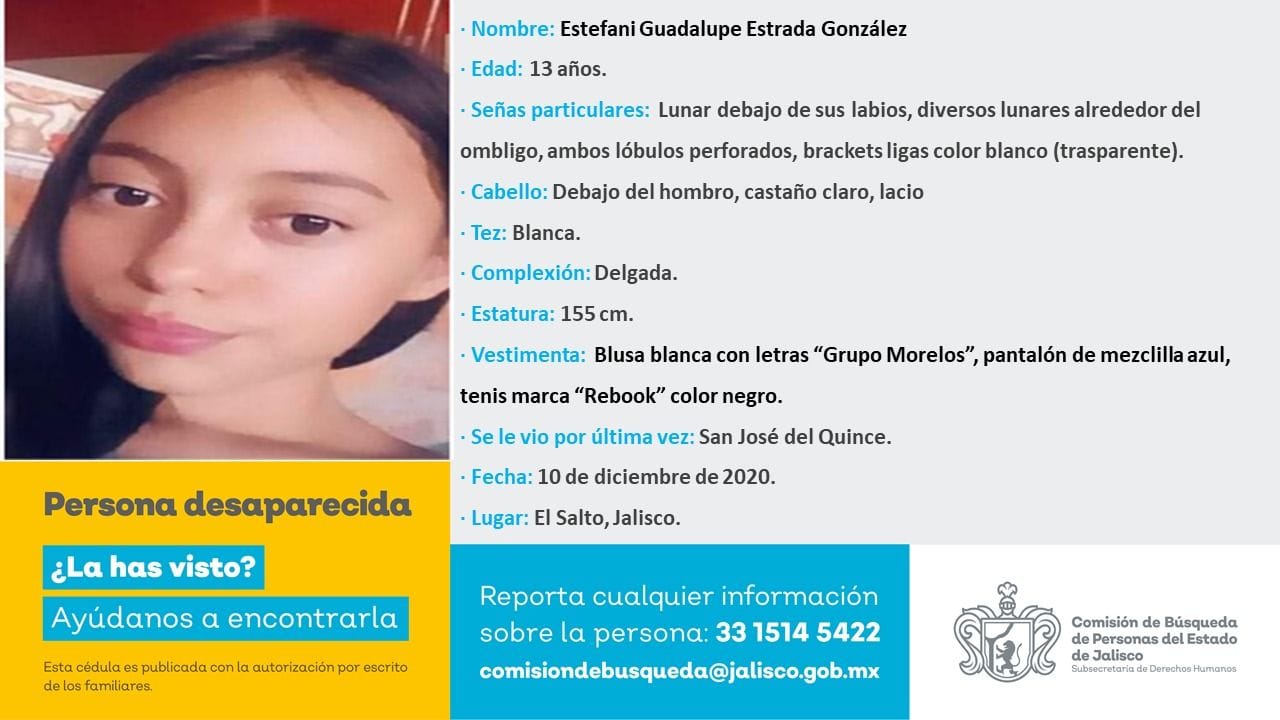 · Nombre: Estefani Guadalupe Estrada González
· Edad: 13 años.
· Señas particulares: Lunar debajo de sus labios, diversos lunares alrededor del
ombligo, ambos lóbulos perforados, brackets ligas color blanco (trasparente).
· Cabello: Debajo del hombro, castaño claro, lacio
· Tez: Blanca.
· Complexión: Delgada.
· Estatura: 155 cm.
· Vestimenta: Blusa blanca con letras “Grupo Morelos”, pantalón de mezclilla azul,
tenis marca “Rebook” color negro.
· Se le vio por última vez: San José del Quince.
· Fecha: 10 de diciembre de 2020.
· Lugar: El Salto, Jalisco.
Persona desaparecida
¿La has visto?
Ayúdanos a encontrarla
Esta cédula es publicada con la autorización por escrito
de los familiares.
Reporta cualquier información
sobre la persona: 33 1514 5422
comisiondebusqueda@jalisco.gob.mx
Comisión de Búsqueda
de Personas del Estado
de Jalisco
Subsecretaría de Derechos Humanos